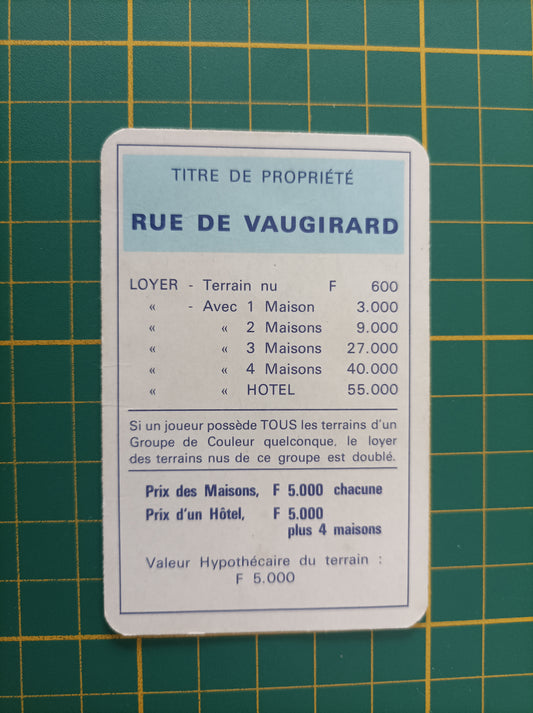 TITRE DE PROPRIÉTÉ
RUE DE VAUGIRARD
LOYER - Terrain nu F 600
« - Avec 1 Maison 3.000
« « 2 Maisons 9.000
« « 3 Maisons 27.000
« « 4 Maisons 40.000
« « HOTEL 55.000
Si un joueur possède TOUS les terrains d'un
Groupe de Couleur quelconque, le loyer
des terrains nus de ce groupe est doublé.
Prix des Maisons, F 5.000 chacune
Prix d'un Hôtel, F 5.000
plus 4 maisons
Valeur Hypothécaire du terrain :
F 5.000